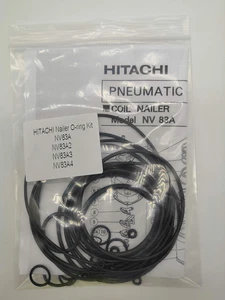 HITACHI
PNEUMATIC
COIL NAILER
Model NV 83A
HITACHI Nailer O-ring Kit
NV83A
NV83A2
NV83A3
NV83A4